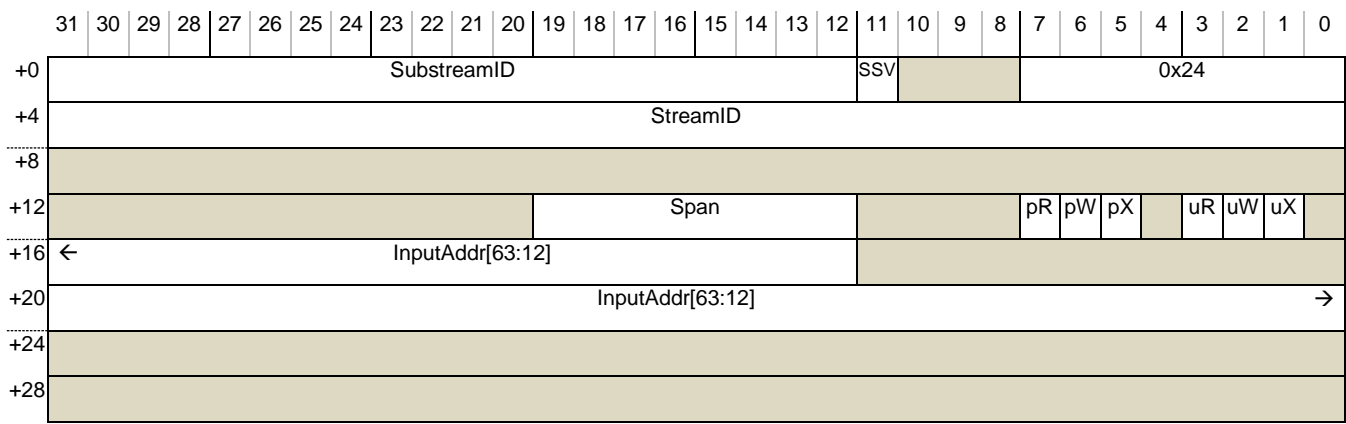 31 30 29 28 27 26 25 24 23 22 21 20 19 18 17 16 15 14 13 12 11 10 9 8 7 6 5 4 3 2 1 0
+0 SubstreamID SSV 0x24
+4 StreamID
+8
+12 Span pR pW pX uR uW uX
+16 ← InputAddr[63:12]
+20 InputAddr[63:12] →
+24
+28